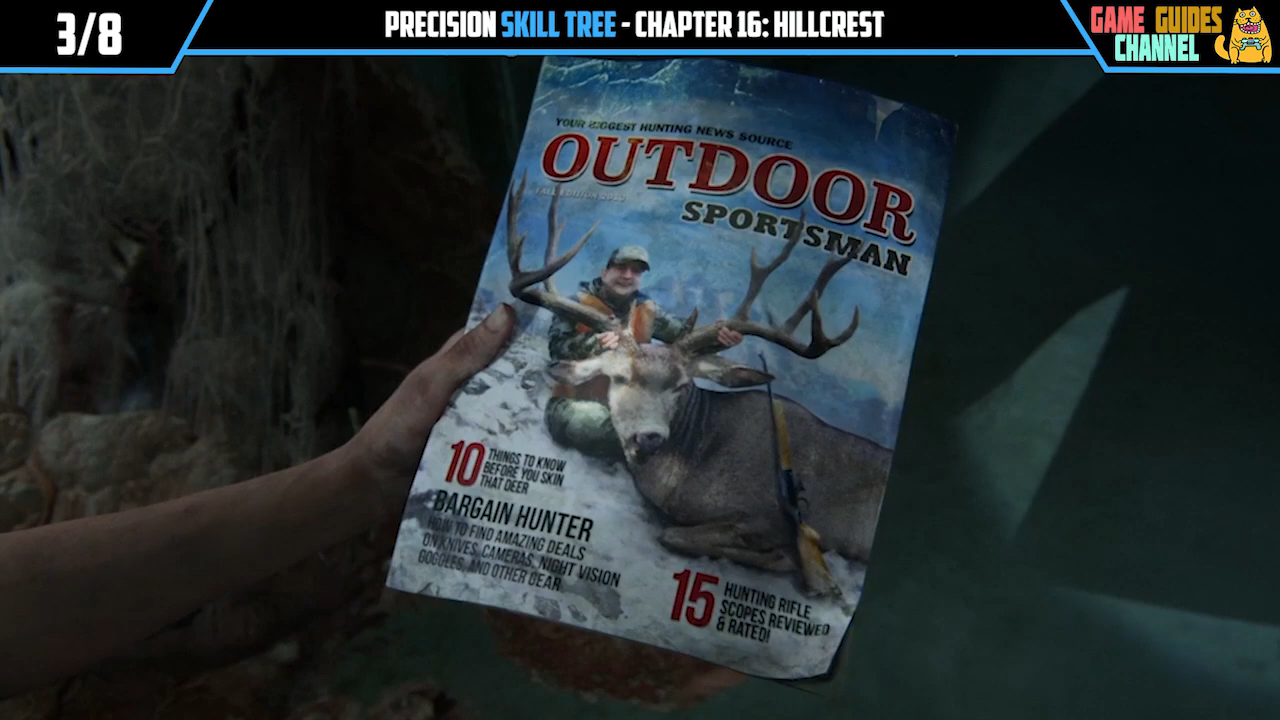 3/8
PRECISION SKILL TREE - CHAPTER 16: HILLCREST
GAME GUIDES
CHANNEL
YOUR BIGGEST HUNTING NEWS SOURCE
OUTDOOR
FALL EDITION
SPORTSMAN
10 THINGS TO KNOW
BEFORE YOU SKIN
THAT DEER
BARGAIN HUNTER
HOW TO FIND AMAZING DEALS
ON KNIVES, CAMERAS, NIGHT VISION
GOGGLES, AND OTHER GEAR
15 HUNTING RIFLE
SCOPES REVIEWED
& RATED!